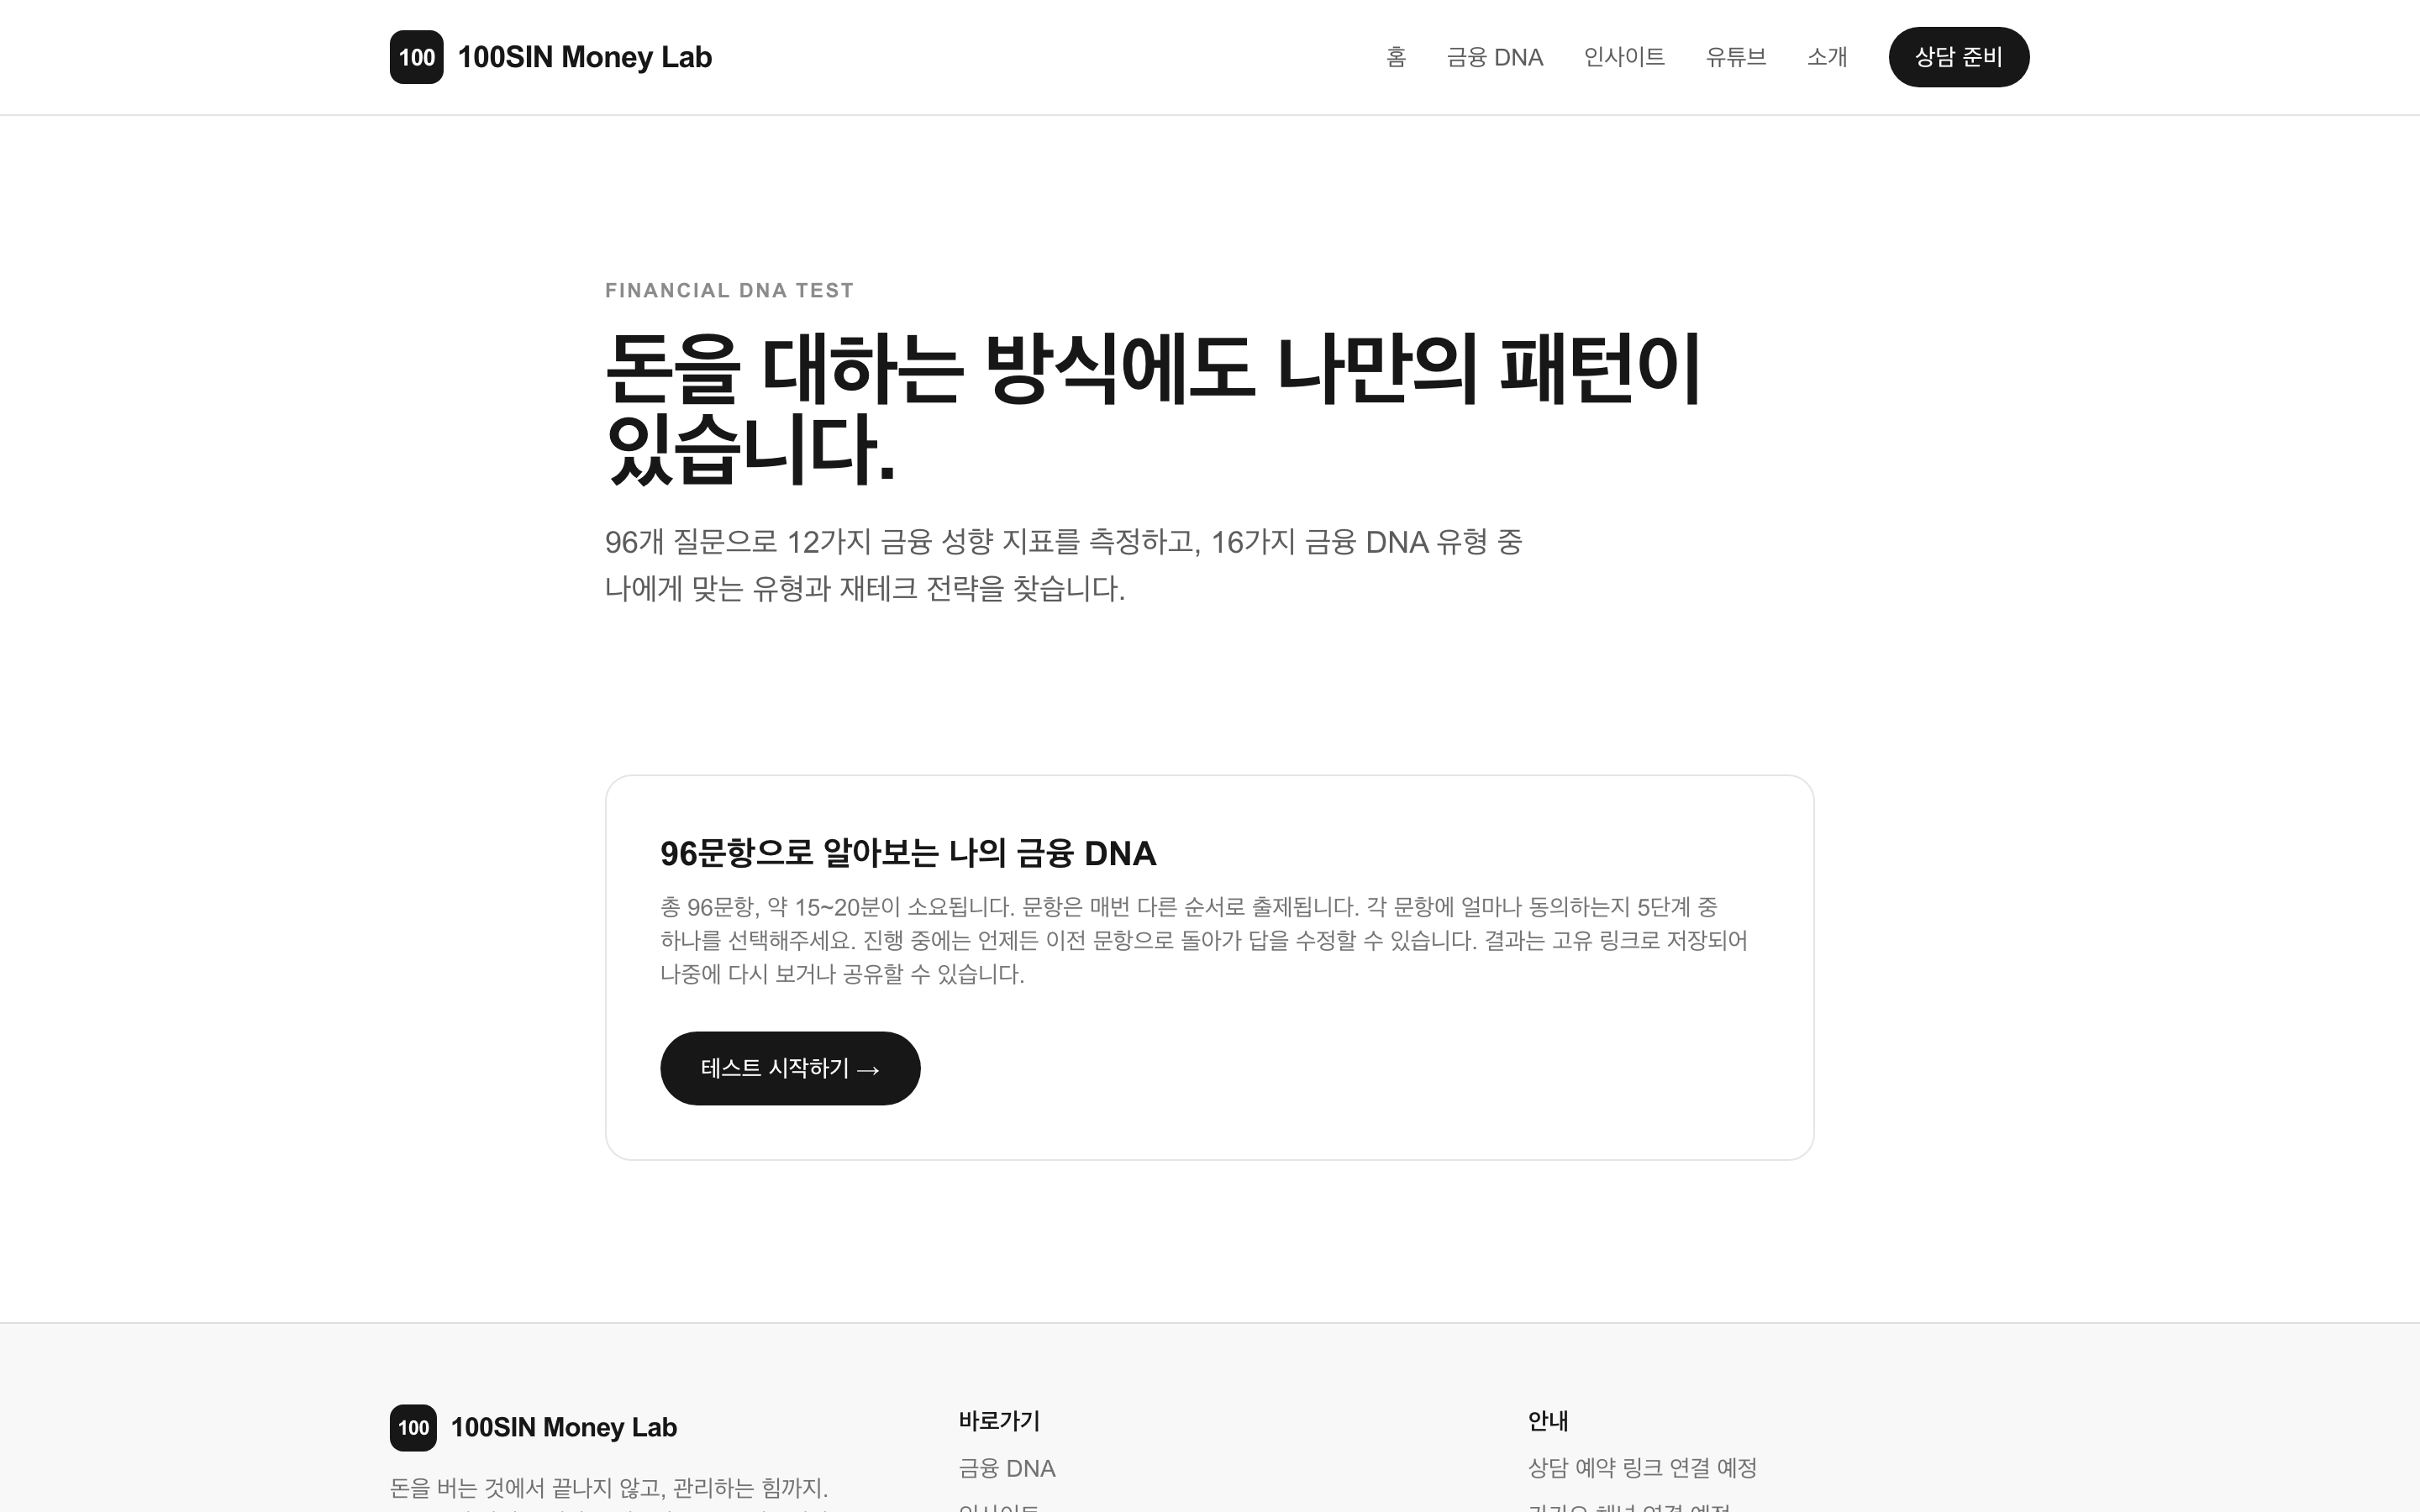 100 100SIN Money Lab
홈 금융 DNA 인사이트 유튜브 소개 상담 준비
FINANCIAL DNA TEST
돈을 대하는 방식에도 나만의 패턴이
있습니다.
96개 질문으로 12가지 금융 성향 지표를 측정하고, 16가지 금융 DNA 유형 중
나에게 맞는 유형과 재테크 전략을 찾습니다.
96문항으로 알아보는 나의 금융 DNA
총 96문항, 약 15~20분이 소요됩니다. 문항은 매번 다른 순서로 출제됩니다. 각 문항에 얼마나 동의하는지 5단계 중
하나를 선택해주세요. 진행 중에는 언제든 이전 문항으로 돌아가 답을 수정할 수 있습니다. 결과는 고유 링크로 저장되어
나중에 다시 보거나 공유할 수 있습니다.
테스트 시작하기 →
100 100SIN Money Lab
돈을 버는 것에서 끝나지 않고, 관리하는 힘까지.
바로가기
금융 DNA
안내
상담 예약 링크 연결 예정